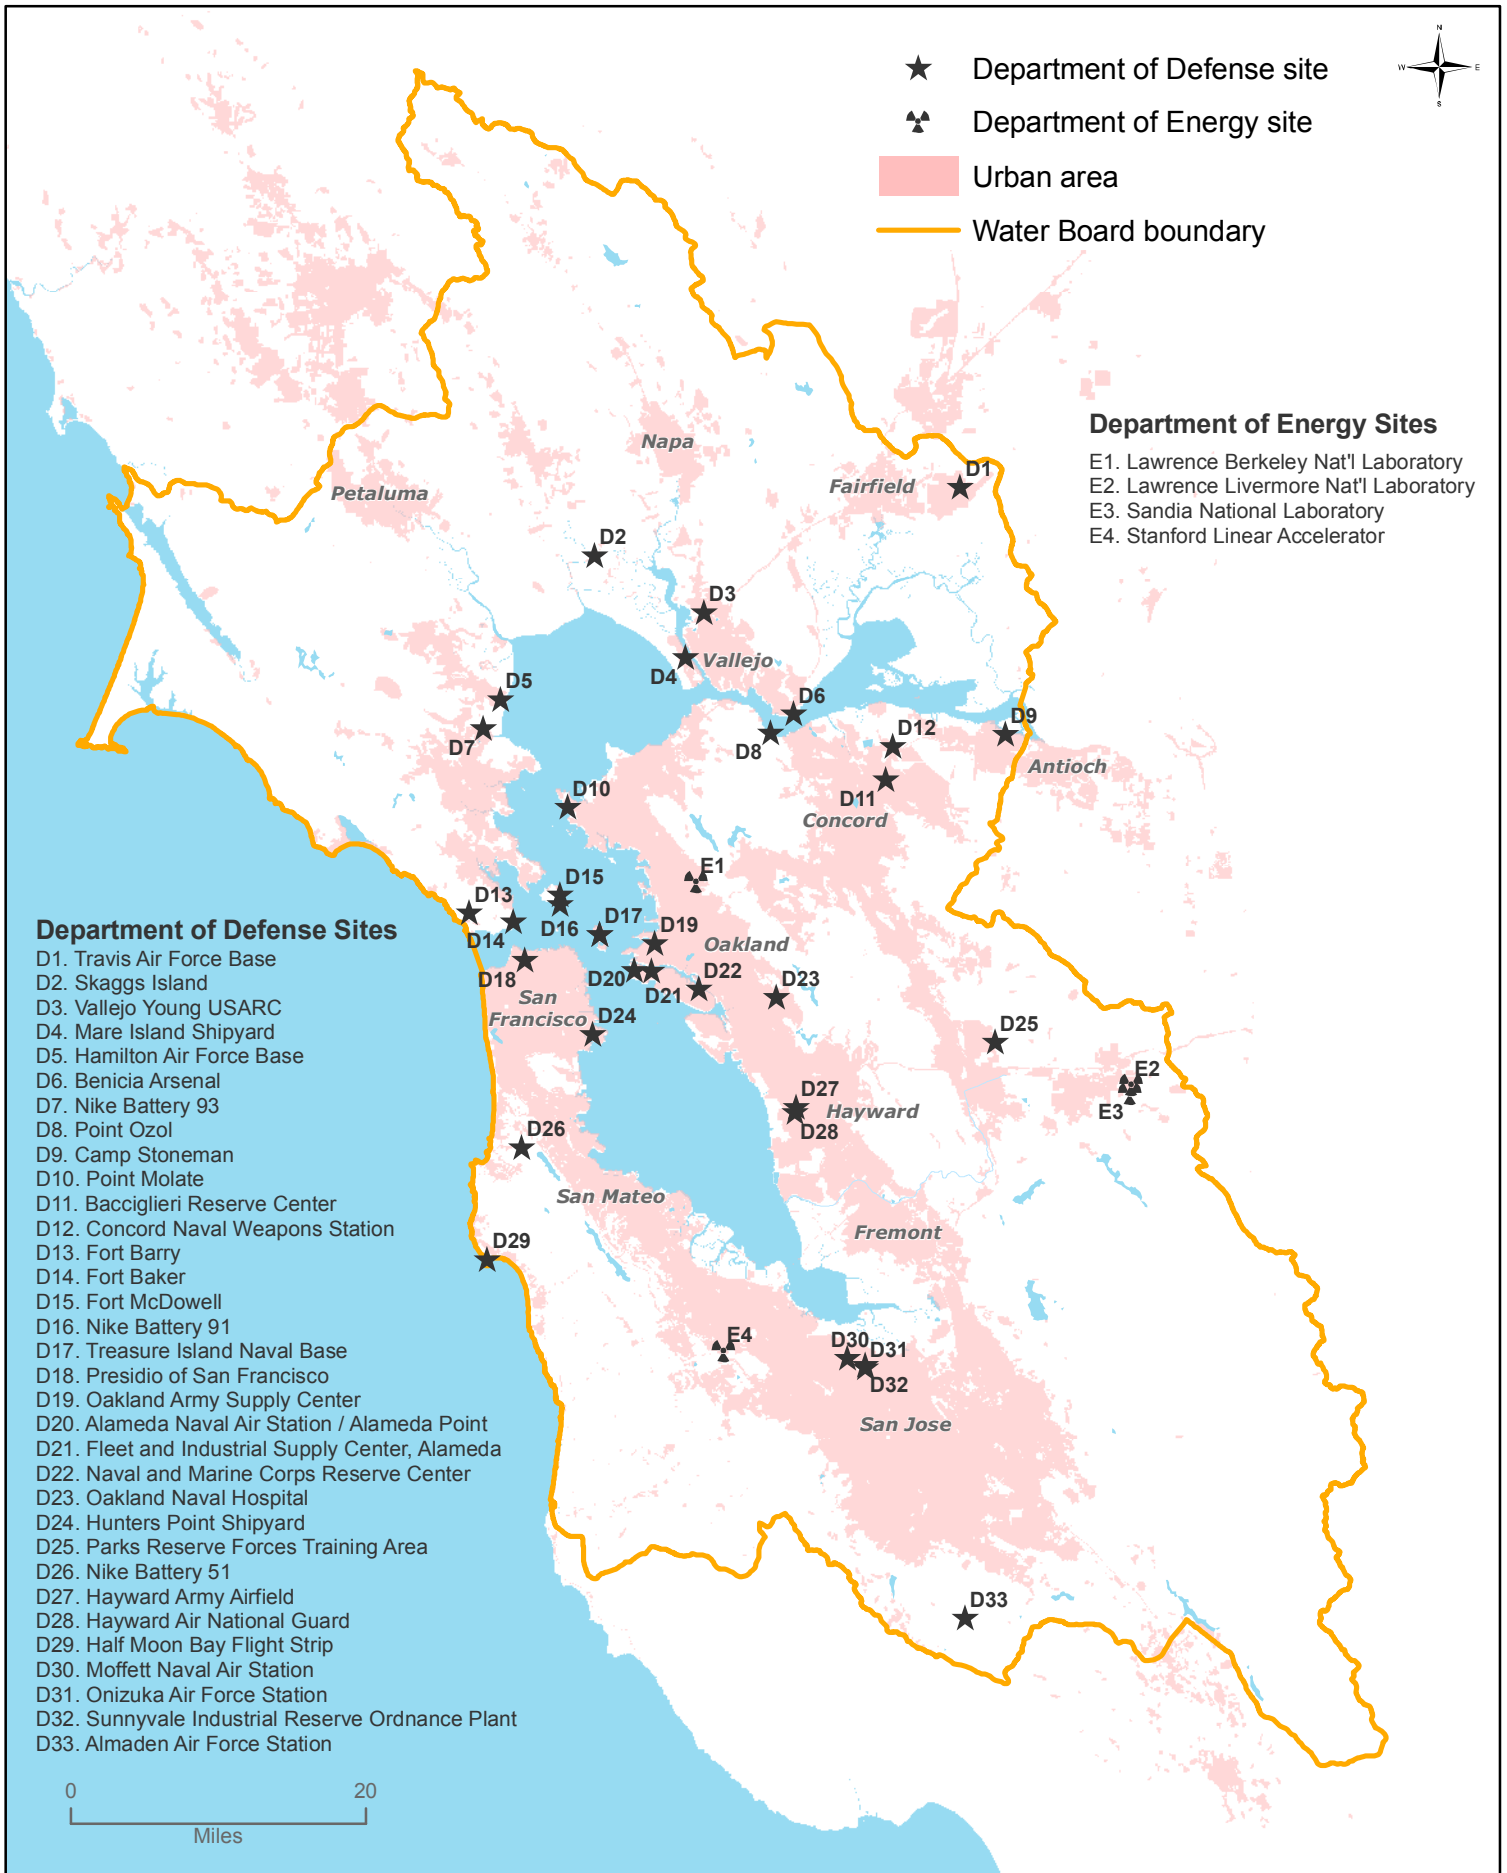 N
W
E
S
Department of Defense site
Department of Energy site
Urban area
Water Board boundary
Department of Energy Sites
E1. Lawrence Berkeley Nat'l Laboratory
E2. Lawrence Livermore Nat'l Laboratory
E3. Sandia National Laboratory
E4. Stanford Linear Accelerator
Napa
Petaluma
Fairfield
D1
D2
D3
Vallejo
D4
D5
D6
D7
D8
D9
D12
Antioch
D11
D10
Concord
E1
D15
D13
D16
D17
D19
D14
Oakland
D18
D20
D21
D22
D23
San
Francisco
D24
D25
E2
E3
D27
Hayward
D28
D26
San Mateo
Fremont
D29
E4
D30
D31
D32
San Jose
D33
Department of Defense Sites
D1. Travis Air Force Base
D2. Skaggs Island
D3. Vallejo Young USARC
D4. Mare Island Shipyard
D5. Hamilton Air Force Base
D6. Benicia Arsenal
D7. Nike Battery 93
D8. Point Ozol
D9. Camp Stoneman
D10. Point Molate
D11. Bacciglieri Reserve Center
D12. Concord Naval Weapons Station
D13. Fort Barry
D14. Fort Baker
D15. Fort McDowell
D16. Nike Battery 91
D17. Treasure Island Naval Base
D18. Presidio of San Francisco
D19. Oakland Army Supply Center
D20. Alameda Naval Air Station / Alameda Point
D21. Fleet and Industrial Supply Center, Alameda
D22. Naval and Marine Corps Reserve Center
D23. Oakland Naval Hospital
D24. Hunters Point Shipyard
D25. Parks Reserve Forces Training Area
D26. Nike Battery 51
D27. Hayward Army Airfield
D28. Hayward Air National Guard
D29. Half Moon Bay Flight Strip
D30. Moffett Naval Air Station
D31. Onizuka Air Force Station
D32. Sunnyvale Industrial Reserve Ordnance Plant
D33. Almaden Air Force Station
0 20
Miles